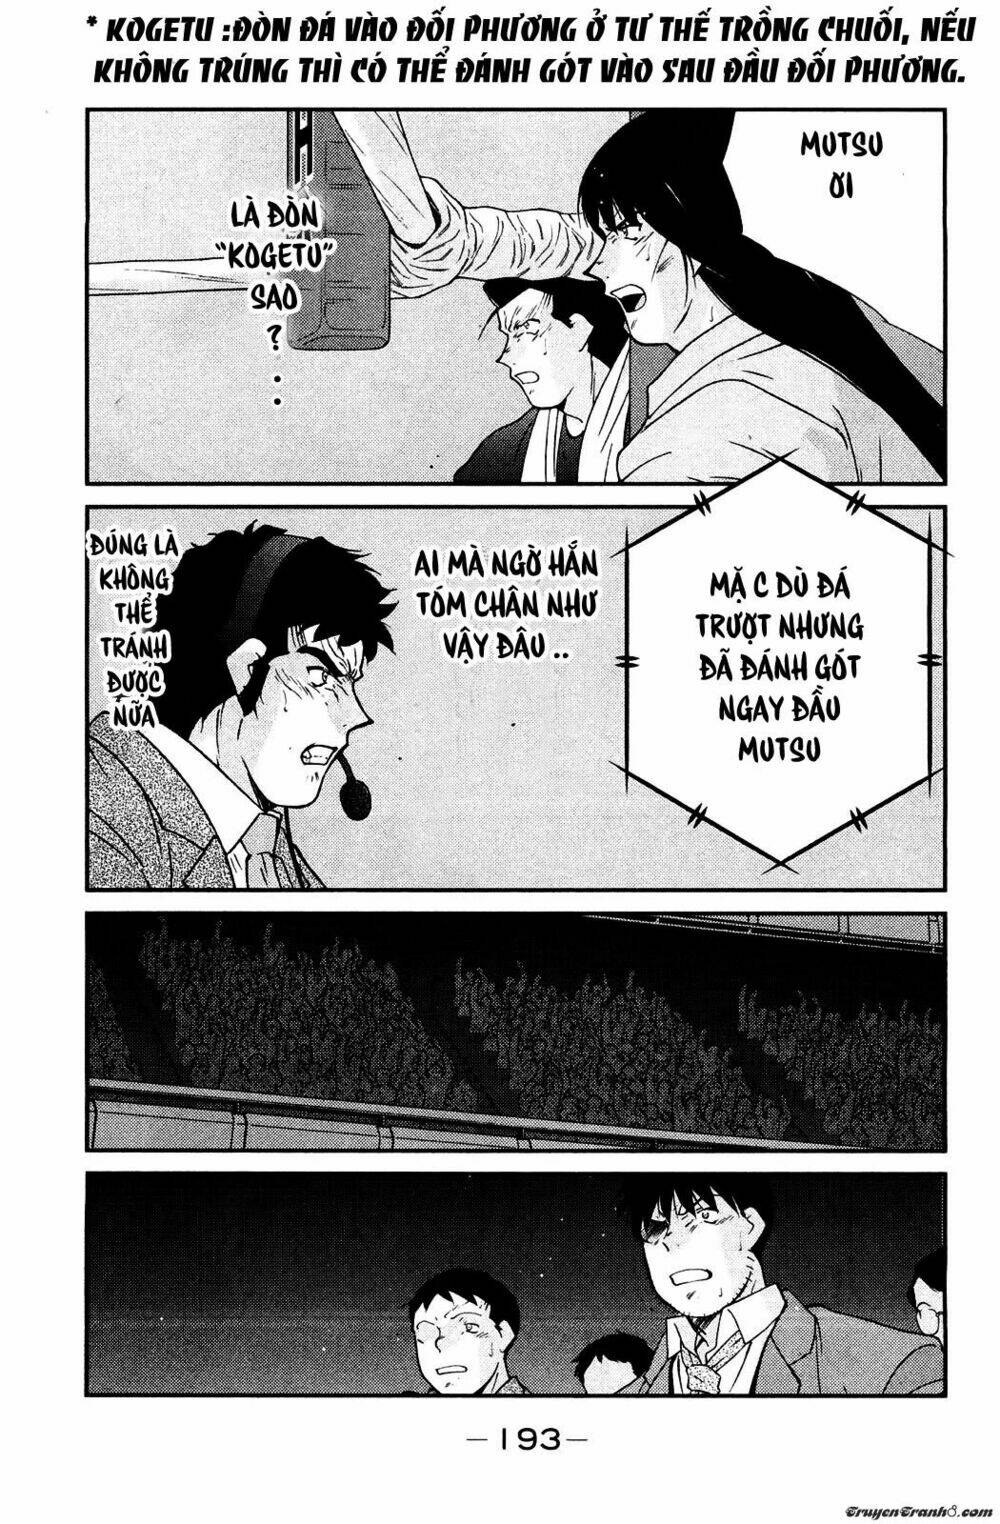 * KOGETU :ĐÒN ĐÁ VÀO ĐỐI PHƯƠNG Ở TƯ THẾ TRỒNG CHUỐI, NẾU
KHÔNG TRÚNG THÌ CÓ THỂ ĐÁNH GÓT VÀO SAU ĐẦU ĐỐI PHƯƠNG.
MUTSU
ƠI
LÀ ĐÒN
"KOGETU"
SAO
?
. .
MẶ C DÙ ĐÁ
TRƯỢT NHƯNG
ĐÃ ĐÁNH GÓT
NGAY ĐẦU
MUTSU
AI MÀ NGỜ HẮN
TÓM CHÂN NHƯ
VẬY ĐÂU ..
ĐÚNG LÀ
KHÔNG
THỂ
TRÁNH
ĐƯỢC
NỮA
—193—
TruyenTranh8.com